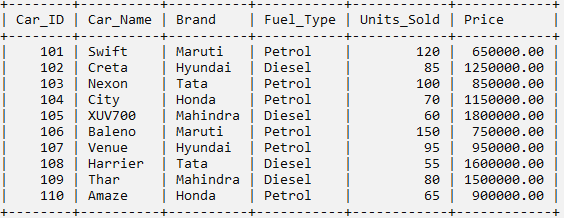 +--------+----------+----------+-----------+------------+------------+
| Car_ID | Car_Name | Brand    | Fuel_Type | Units_Sold | Price      |
+--------+----------+----------+-----------+------------+------------+
|    101 | Swift    | Maruti   | Petrol    |        120 |  650000.00 |
|    102 | Creta    | Hyundai  | Diesel    |         85 | 1250000.00 |
|    103 | Nexon    | Tata     | Petrol    |        100 |  850000.00 |
|    104 | City     | Honda    | Petrol    |         70 | 1150000.00 |
|    105 | XUV700   | Mahindra | Diesel    |         60 | 1800000.00 |
|    106 | Baleno   | Maruti   | Petrol    |        150 |  750000.00 |
|    107 | Venue    | Hyundai  | Petrol    |         95 |  950000.00 |
|    108 | Harrier  | Tata     | Diesel    |         55 | 1600000.00 |
|    109 | Thar     | Mahindra | Diesel    |         80 | 1500000.00 |
|    110 | Amaze    | Honda    | Petrol    |         65 |  900000.00 |
+--------+----------+----------+-----------+------------+------------+